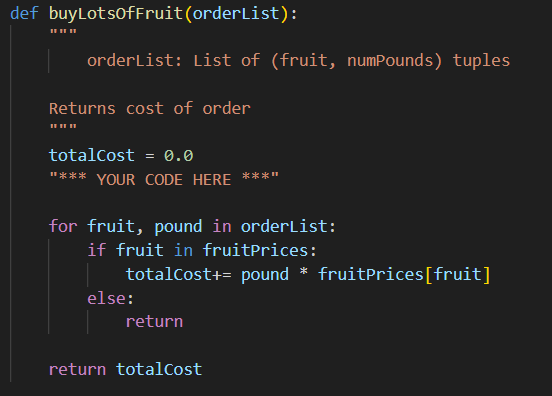 def buyLotsOfFruit(orderList):
"""
orderList: List of (fruit, numPounds) tuples
Returns cost of order
"""
totalCost = 0.0
"*** YOUR CODE HERE ***"
for fruit, pound in orderList:
if fruit in fruitPrices:
totalCost+= pound * fruitPrices[fruit]
else:
return
return totalCost